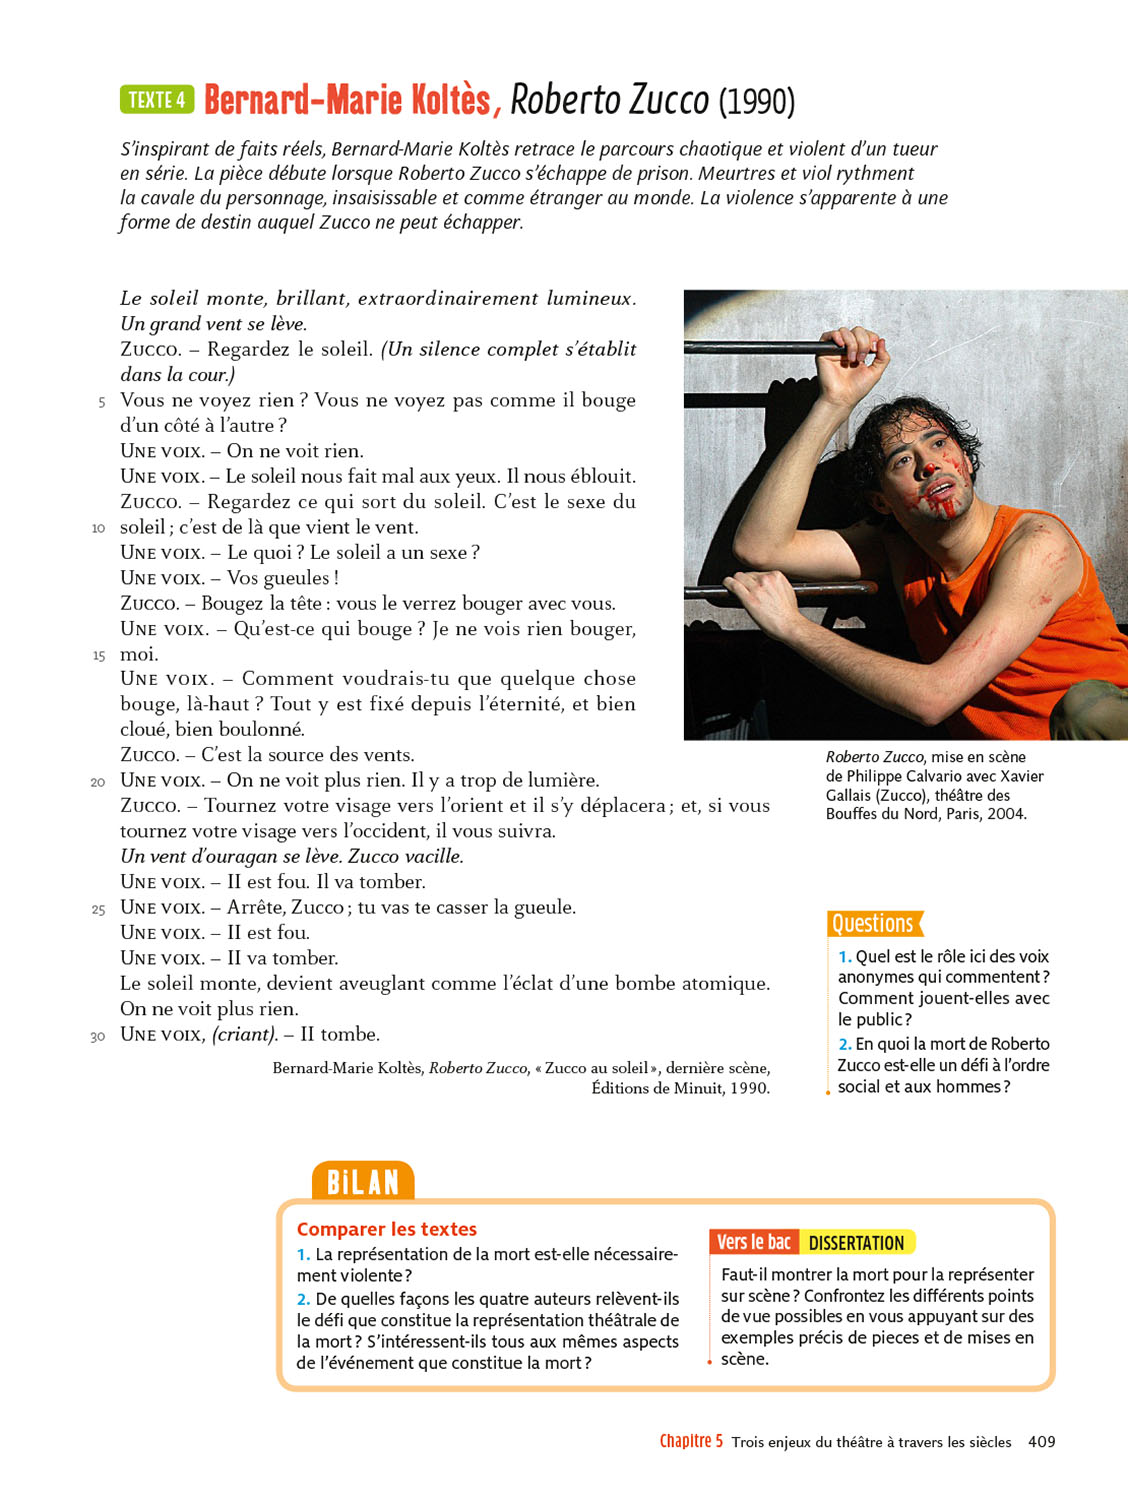 TEXTE 4 Bernard-Marie Koltès, Roberto Zucco (1990)
S’inspirant de faits réels, Bernard-Marie Koltès retrace le parcours chaotique et violent d’un tueur
en série. La pièce débute lorsque Roberto Zucco s’échappe de prison. Meurtres et viol rythment
la cavale du personnage, insaisissable et comme étranger au monde. La violence s’apparente à une
forme de destin auquel Zucco ne peut échapper.
Le soleil monte, brillant, extraordinairement lumineux.
Un grand vent se lève.
ZUCCO. – Regardez le soleil. (Un silence complet s’établit
dans la cour.)
5 Vous ne voyez rien ? Vous ne voyez pas comme il bouge
d’un côté à l’autre ?
UNE VOIX. – On ne voit rien.
UNE VOIX. – Le soleil nous fait mal aux yeux. Il nous éblouit.
ZUCCO. – Regardez ce qui sort du soleil. C’est le sexe du
10 soleil ; c’est de là que vient le vent.
UNE VOIX. – Le quoi ? Le soleil a un sexe ?
UNE VOIX. – Vos gueules !
ZUCCO. – Bougez la tête : vous le verrez bouger avec vous.
UNE VOIX. – Qu’est-ce qui bouge ? Je ne vois rien bouger,
15 moi.
UNE VOIX. – Comment voudrais-tu que quelque chose
bouge, là-haut ? Tout y est fixé depuis l’éternité, et bien
cloué, bien boulonné.
ZUCCO. – C’est la source des vents.
20 UNE VOIX. – On ne voit plus rien. Il y a trop de lumière.
ZUCCO. – Tournez votre visage vers l’orient et il s’y déplacera ; et, si vous
tournez votre visage vers l’occident, il vous suivra.
Un vent d’ouragan se lève. Zucco vacille.
UNE VOIX. – II est fou. Il va tomber.
25 UNE VOIX. – Arrête, Zucco ; tu vas te casser la gueule.
UNE VOIX. – II est fou.
UNE VOIX. – II va tomber.
Le soleil monte, devient aveuglant comme l’éclat d’une bombe atomique.
On ne voit plus rien.
30 UNE VOIX, (criant). – II tombe.
Bernard-Marie Koltès, Roberto Zucco, « Zucco au soleil », dernière scène,
Éditions de Minuit, 1990.
Roberto Zucco, mise en scène
de Philippe Calvario avec Xavier
Gallais (Zucco), théâtre des
Bouffes du Nord, Paris, 2004.
Questions
1. Quel est le rôle ici des voix
anonymes qui commentent ?
Comment jouent-elles avec
le public ?
2. En quoi la mort de Roberto
Zucco est-elle un défi à l’ordre
social et aux hommes ?
BiLAN
Comparer les textes
1. La représentation de la mort est-elle nécessaire-
ment violente ?
2. De quelles façons les quatre auteurs relèvent-ils
le défi que constitue la représentation théâtrale de
la mort ? S’intéressent-ils tous aux mêmes aspects
de l’événement que constitue la mort ?
Vers le bac DISSERTATION
Faut-il montrer la mort pour la représenter
sur scène ? Confrontez les différents points
de vue possibles en vous appuyant sur des
exemples précis de pieces et de mises en
scène.
Chapitre 5 Trois enjeux du théâtre à travers les siècles 409